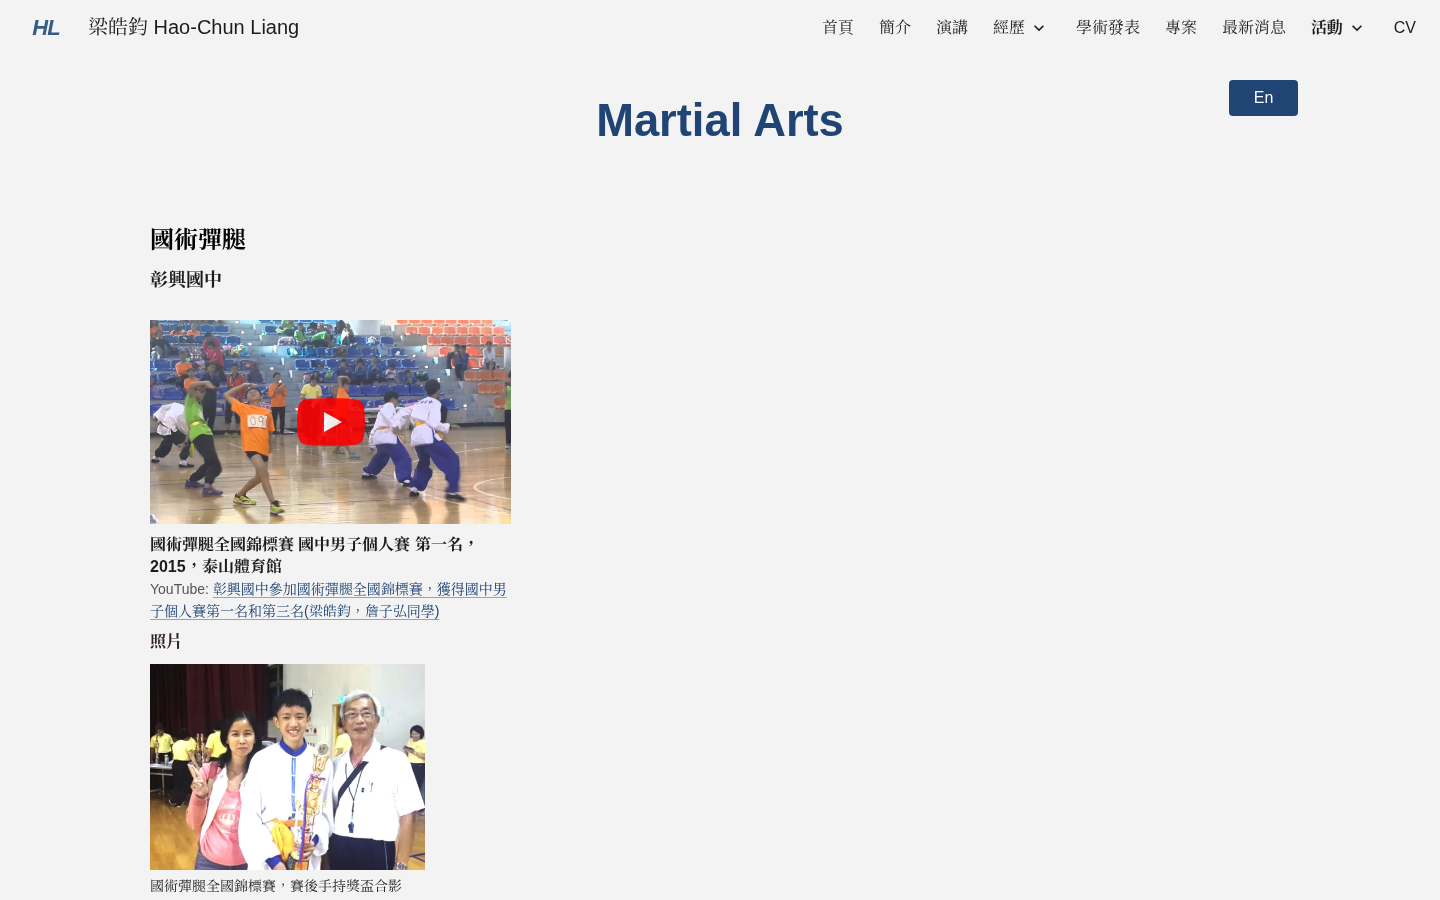 HL
梁皓鈞 Hao-Chun Liang
首頁 簡介 演講 經歷 學術發表 專案 最新消息 活動 CV
En
Martial Arts
國術彈腿
彰興國中
09
國術彈腿全國錦標賽 國中男子個人賽 第一名，
2015，泰山體育館
YouTube: 彰興國中參加國術彈腿全國錦標賽，獲得國中男
子個人賽第一名和第三名(梁皓鈞，詹子弘同學)
照片
國術彈腿全國錦標賽，賽後手持獎盃合影